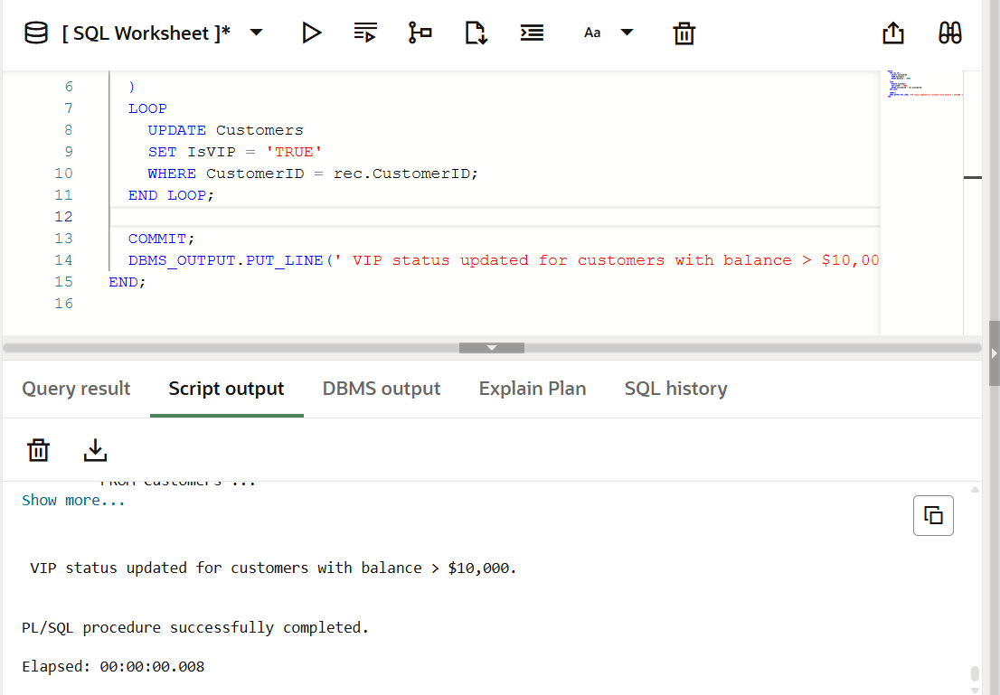 [ SQL Worksheet ]*
Aa
6 )
7 LOOP
8 UPDATE Customers
9 SET IsVIP = 'TRUE'
10 WHERE CustomerID = rec.CustomerID;
11 END LOOP;
12
13 COMMIT;
14 DBMS_OUTPUT.PUT_LINE(' VIP status updated for customers with balance > $10,00
15 END;
16
Query result Script output DBMS output Explain Plan SQL history
FROM Customers ...
Show more...
VIP status updated for customers with balance > $10,000.
PL/SQL procedure successfully completed.
Elapsed: 00:00:00.008